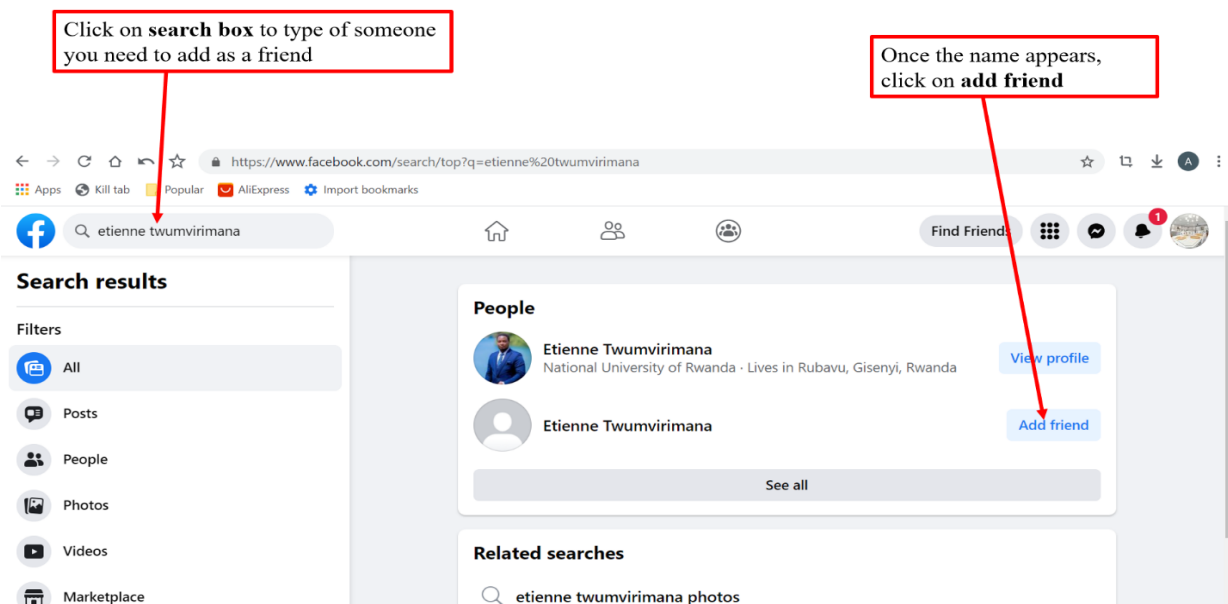 Click on search box to type of someone
you need to add as a friend
Once the name appears,
click on add friend
https://www.facebook.com/search/top?q=etienne%20twumvirimana
A
Apps Kill tab Popular AliExpress Import bookmarks
etienne twumvirimana
Find Friends
1
Search results
Filters
All
Posts
People
Photos
Videos
Marketplace
People
Etienne Twumvirimana
National University of Rwanda · Lives in Rubavu, Gisenyi, Rwanda
View profile
Etienne Twumvirimana
Add friend
See all
Related searches
etienne twumvirimana photos